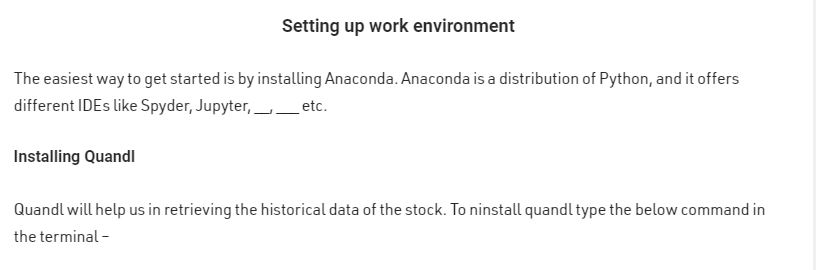 Setting up work environment
The easiest way to get started is by installing Anaconda. Anaconda is a distribution of Python, and it offers
different IDEs like Spyder, Jupyter, __, ___ etc.
Installing Quandl
Quandl will help us in retrieving the historical data of the stock. To ninstall quandl type the below command in
the terminal –